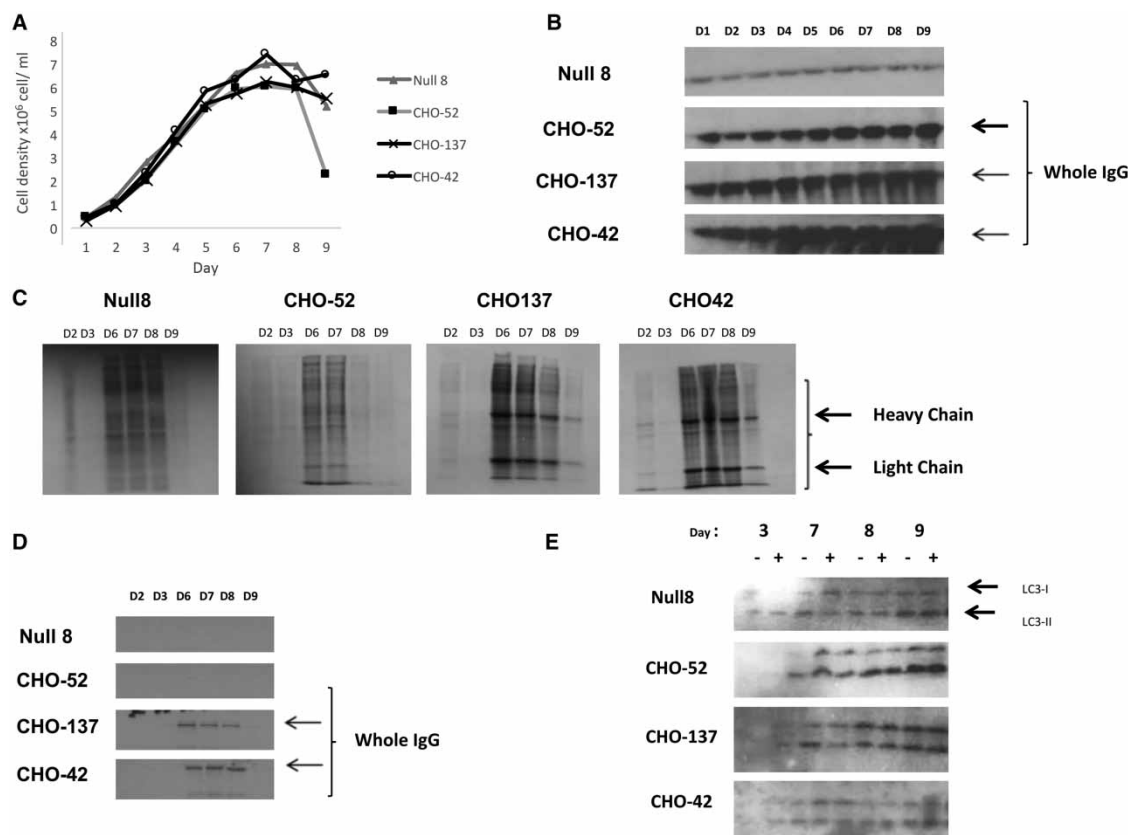 A
Cell density x10⁶ cell/ ml
8
7
6
5
4
3
2
1
0
1 2 3 4 5 6 7 8 9
Day
Null 8
CHO-52
CHO-137
CHO-42
B
D1 D2 D3 D4 D5 D6 D7 D8 D9
Null 8
CHO-52
CHO-137
CHO-42
Whole IgG
C
Null8 CHO-52 CHO137 CHO42
D2 D3 D6 D7 D8 D9 D2 D3 D6 D7 D8 D9 D2 D3 D6 D7 D8 D9 D2 D3 D6 D7 D8 D9
Heavy Chain
Light Chain
D
D2 D3 D6 D7 D8 D9
Null 8
CHO-52
CHO-137
CHO-42
Whole IgG
E
Day : 3 7 8 9
- + - + - + - +
Null8
LC3-I
LC3-II
CHO-52
CHO-137
CHO-42